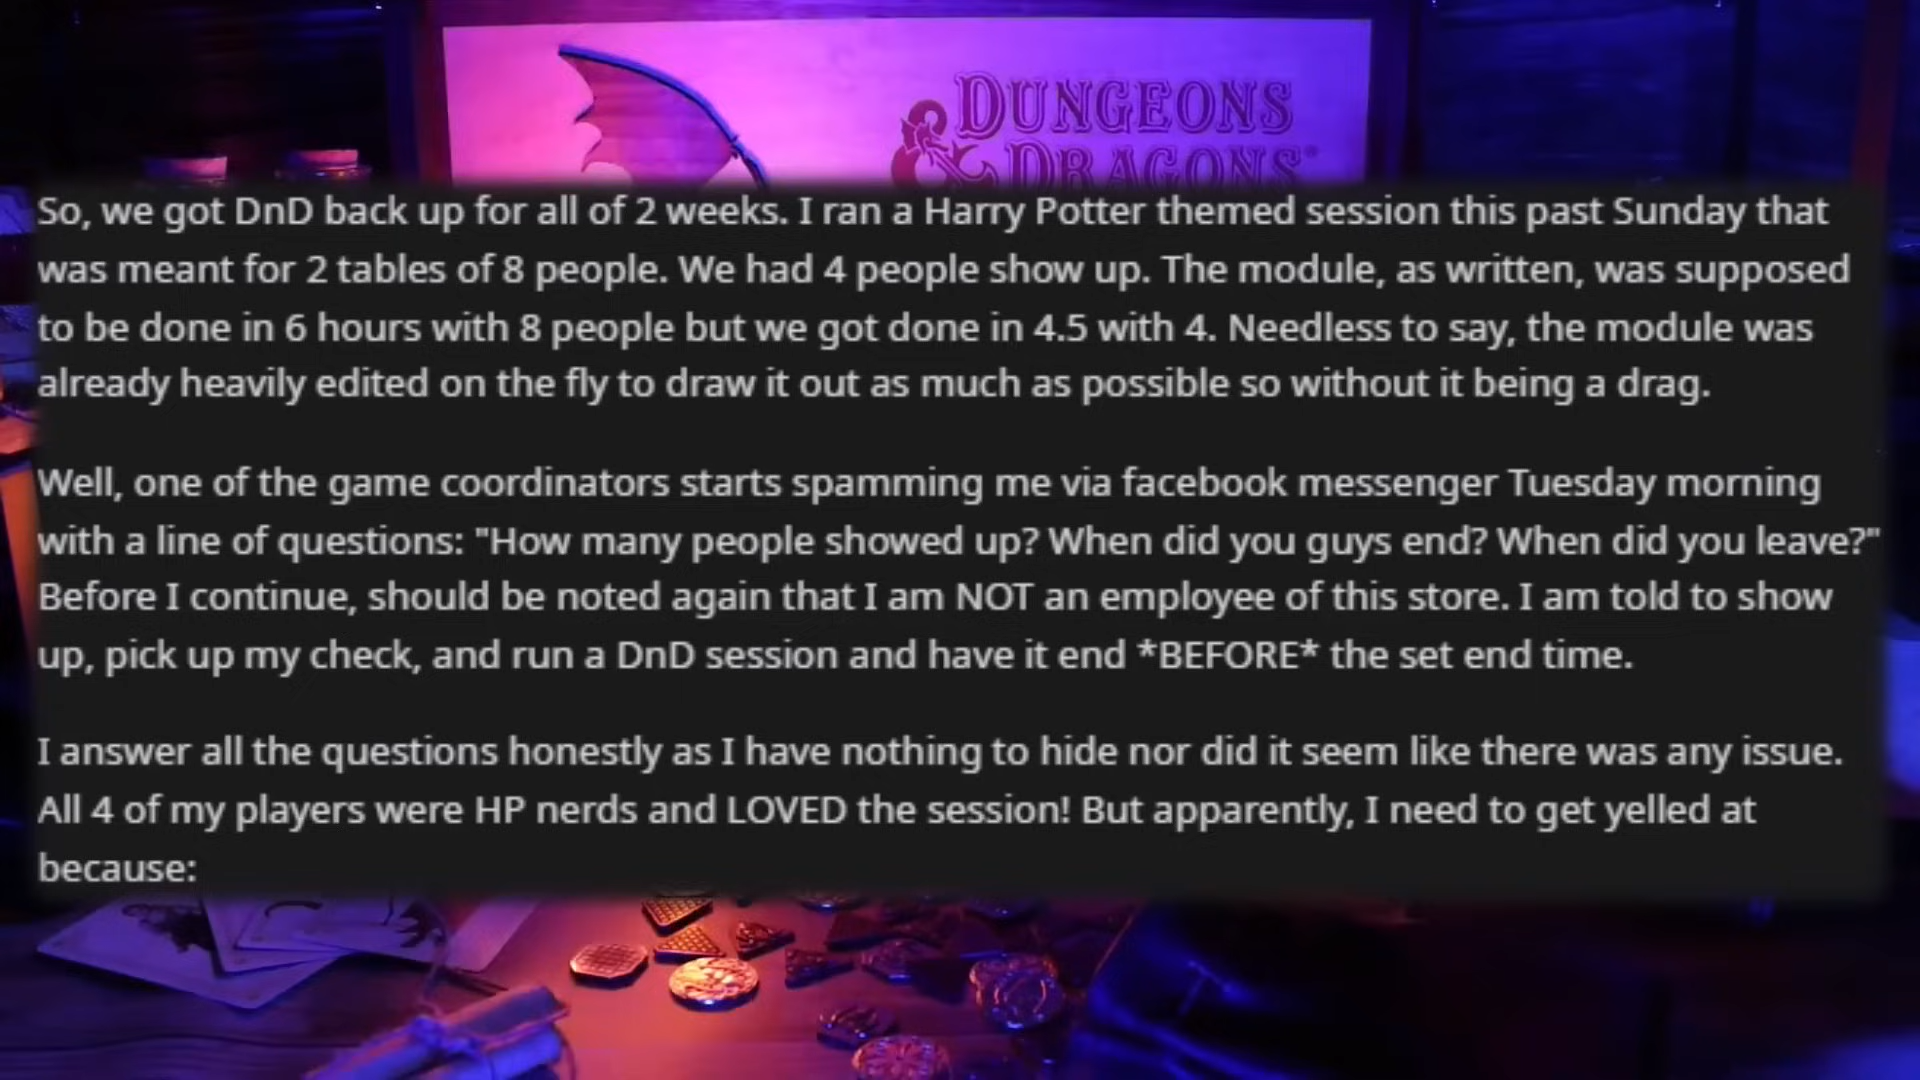 DUNGEONS
& DRAGONS
So, we got DnD back up for all of 2 weeks. I ran a Harry Potter themed session this past Sunday that
was meant for 2 tables of 8 people. We had 4 people show up. The module, as written, was supposed
to be done in 6 hours with 8 people but we got done in 4.5 with 4. Needless to say, the module was
already heavily edited on the fly to draw it out as much as possible so without it being a drag.
Well, one of the game coordinators starts spamming me via facebook messenger Tuesday morning
with a line of questions: "How many people showed up? When did you guys end? When did you leave?"
Before I continue, should be noted again that I am NOT an employee of this store. I am told to show
up, pick up my check, and run a DnD session and have it end *BEFORE* the set end time.
I answer all the questions honestly as I have nothing to hide nor did it seem like there was any issue.
All 4 of my players were HP nerds and LOVED the session! But apparently, I need to get yelled at
because: